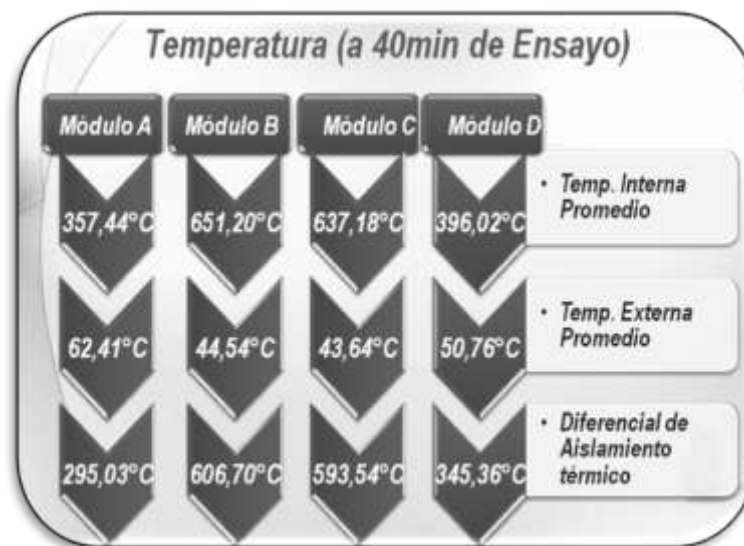 Temperatura (a 40min de Ensayo)
Módulo A Módulo B Módulo C Módulo D
357,44°C 651,20°C 637,18°C 396,02°C
• Temp. Interna
Promedio
62,41°C 44,54°C 43,64°C 50,76°C
• Temp. Externa
Promedio
295,03°C 606,70°C 593,54°C 345,36°C
• Diferencial de
Aislamiento
térmico